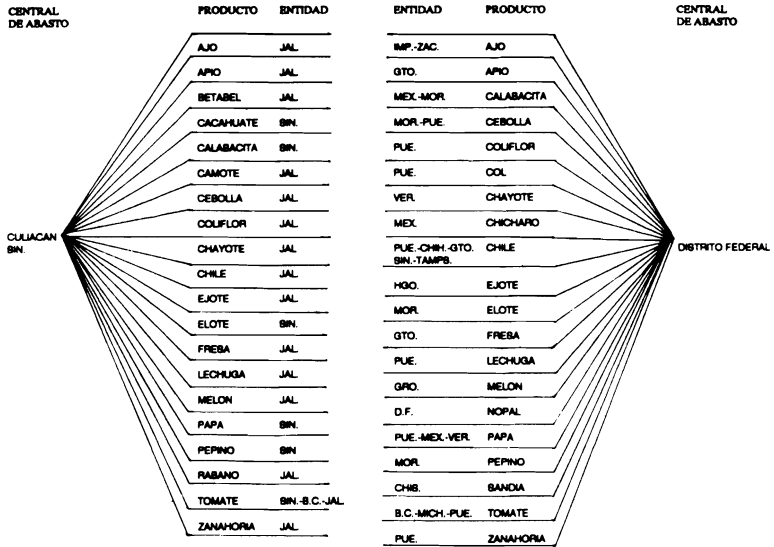 CENTRAL
DE ABASTO
PRODUCTO ENTIDAD
AJO JAL
APIO JAL
BETABEL JAL
CACAHUATE SIN.
CALABACITA SIN.
CAMOTE JAL
CEBOLLA JAL
COLIFLOR JAL
CHAYOTE JAL
CHILE JAL
EJOTE JAL
ELOTE SIN.
FRESA JAL
LECHUGA JAL
MELON JAL
PAPA SIN.
PEPINO SIN
RABANO JAL
TOMATE SIN.-B.C.-JAL
ZANAHORIA JAL
CULIACAN
SIN.
ENTIDAD PRODUCTO
CENTRAL
DE ABASTO
IMP.-ZAC. AJO
GTO. APIO
MEX.-MOR. CALABACITA
MOR.-PUE. CEBOLLA
PUE. COLIFLOR
PUE. COL
VER. CHAYOTE
MEX. CHICHARO
PUE.-CHIH.-GTO. CHILE
SIN.-TAMPS.
HGO. EJOTE
MOR. ELOTE
GTO. FRESA
PUE. LECHUGA
GRO. MELON
D.F. NOPAL
PUE.-MEX.-VER. PAPA
MOR. PEPINO
CHIS. SANDIA
B.C.-MICH.-PUE. TOMATE
PUE. ZANAHORIA
DISTRITO FEDERAL